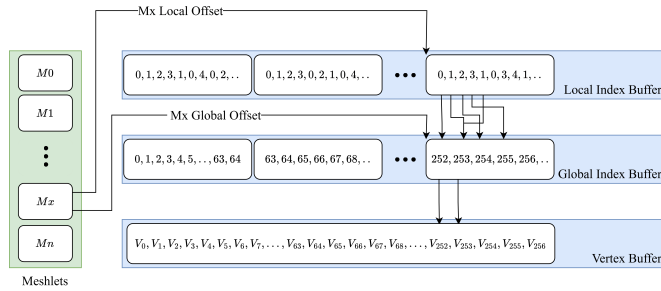 Mx Local Offset
M0
0, 1, 2, 3, 1, 0, 4, 0, 2, . .
0, 1, 2, 3, 0, 2, 1, 0, 4, . .
0, 1, 2, 3, 1, 0, 3, 4, 1, . .
Local Index Buffer
M1
Mx Global Offset
0, 1, 2, 3, 4, 5, . . , 63, 64
63, 64, 65, 66, 67, 68, . .
252, 253, 254, 255, 256, . .
Global Index Buffer
Mx
Mn
V0, V1, V2, V3, V4, V5, V6, V7, . . . , V63, V64, V65, V66, V67, V68, . . . , V252, V253, V254, V255, V256
Vertex Buffer
Meshlets